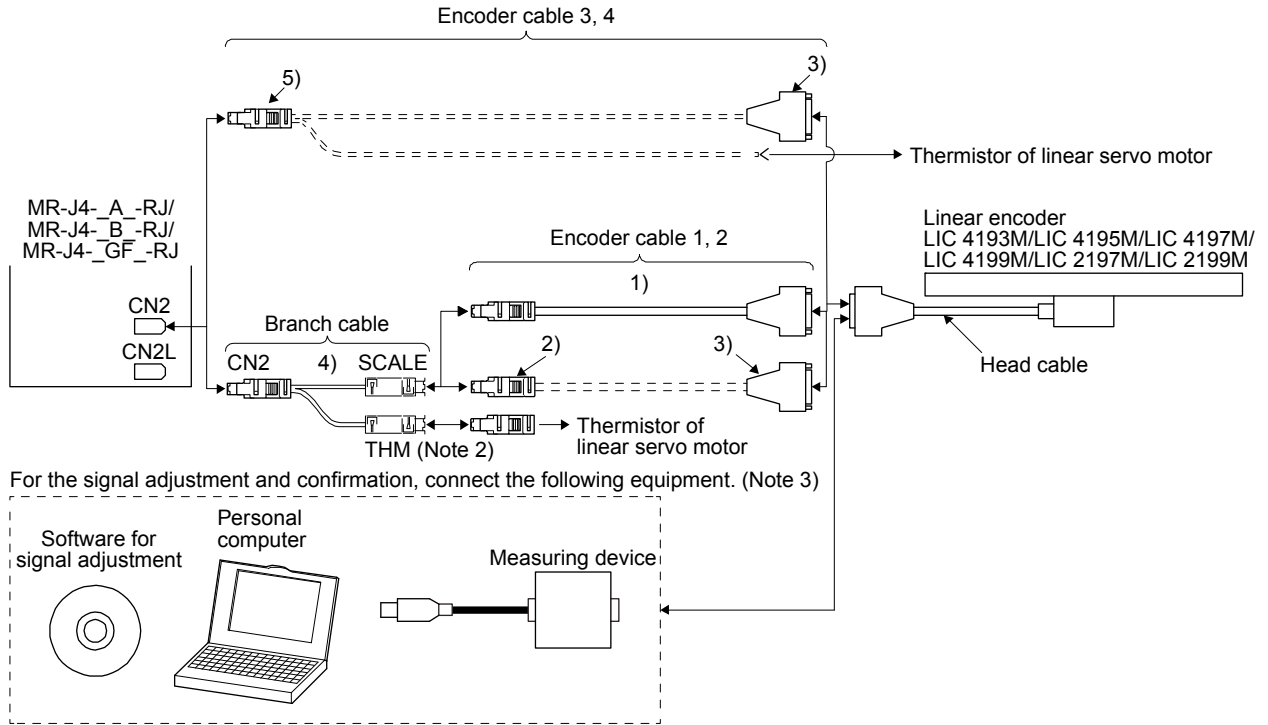 Encoder cable 3, 4
5)
3)
Thermistor of linear servo motor
MR-J4-_A_-RJ/
MR-J4-_B_-RJ/
MR-J4-_GF_-RJ
CN2
CN2L
Linear encoder
LIC 4193M/LIC 4195M/LIC 4197M/
LIC 4199M/LIC 2197M/LIC 2199M
Encoder cable 1, 2
1)
Branch cable
CN2 4) SCALE
2)
3)
Head cable
THM (Note 2)
Thermistor of
linear servo motor
For the signal adjustment and confirmation, connect the following equipment. (Note 3)
Software for
signal adjustment
Personal
computer
Measuring device